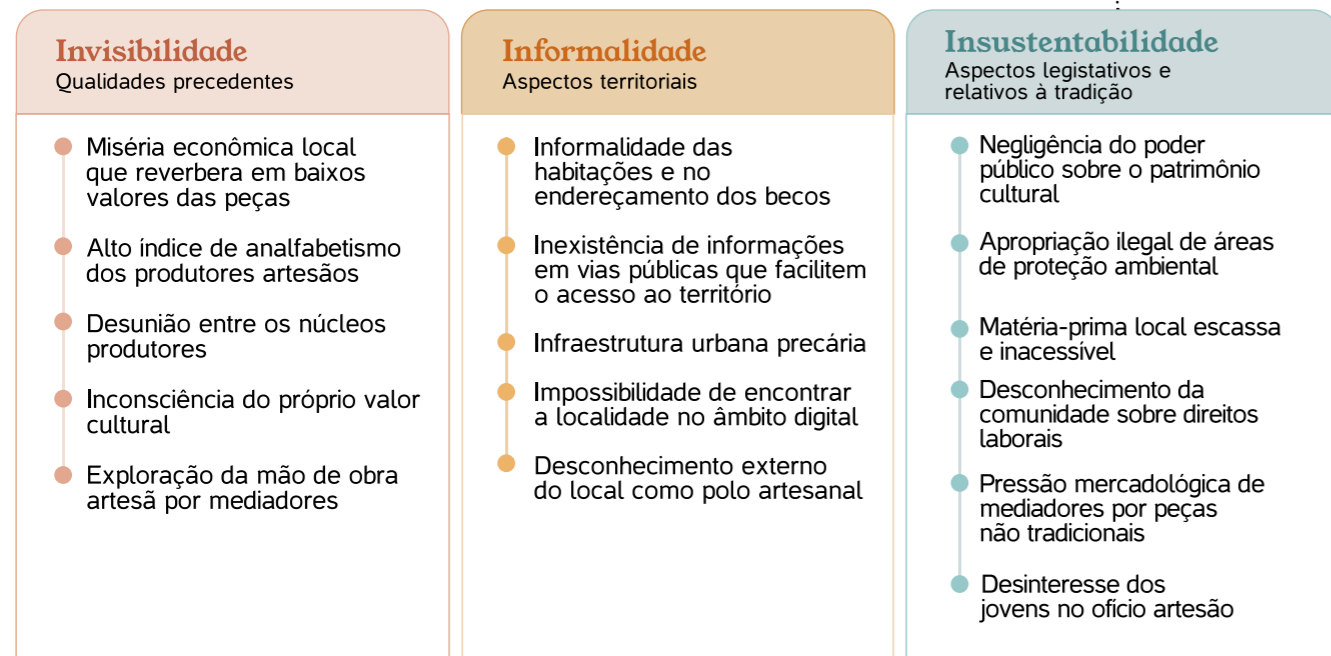 Invisibilidade
Qualidades precedentes
Miséria econômica local
que reverbera em baixos
valores das peças
Alto índice de analfabetismo
dos produtores artesãos
Desunião entre os núcleos
produtores
Inconsciência do próprio valor
cultural
Exploração da mão de obra
artesã por mediadores
Informalidade
Aspectos territoriais
Informalidade das
habitações e no
endereçamento dos becos
Inexistência de informações
em vias públicas que facilitem
o acesso ao território
Infraestrutura urbana precária
Impossibilidade de encontrar
a localidade no âmbito digital
Desconhecimento externo
do local como polo artesanal
Insustentabilidade
Aspectos legistativos e
relativos à tradição
Negligência do poder
público sobre o patrimônio
cultural
Apropriação ilegal de áreas
de proteção ambiental
Matéria-prima local escassa
e inacessível
Desconhecimento da
comunidade sobre direitos
laborais
Pressão mercadológica de
mediadores por peças
não tradicionais
Desinteresse dos
jovens no ofício artesão